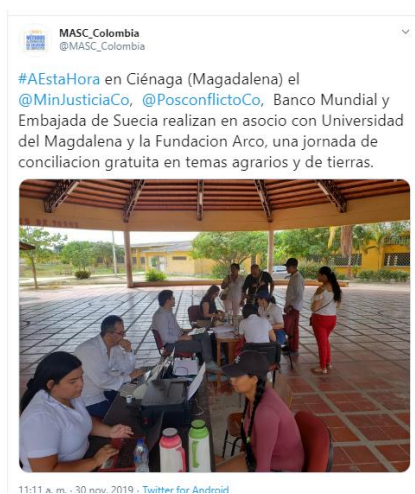 MASC_Colombia
@MASC_Colombia
#AEstaHora en Ciénaga (Magadalena) el
@MinJusticiaCo, @PosconflictoCo, Banco Mundial y
Embajada de Suecia realizan en asocio con Universidad
del Magdalena y la Fundacion Arco, una jornada de
conciliacion gratuita en temas agrarios y de tierras.
11:11 a. m. · 30 nov. 2019 · Twitter for Android